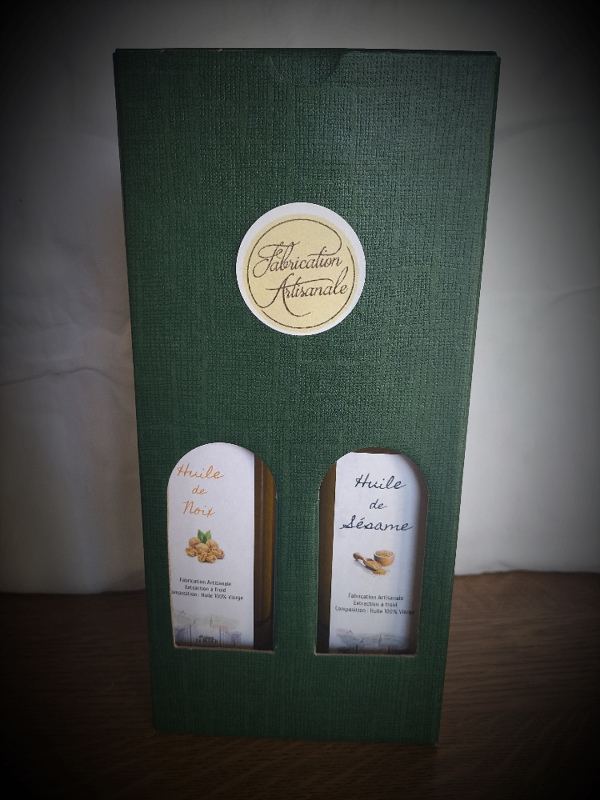 Fabrication
Artisanale
Huile
de
Noix
Fabrication Artisanale
Extraction à froid
Composition : Huile 100% Vierge
Huile
de
Sésame
Fabrication Artisanale
Extraction à froid
Composition : Huile 100% Vierge